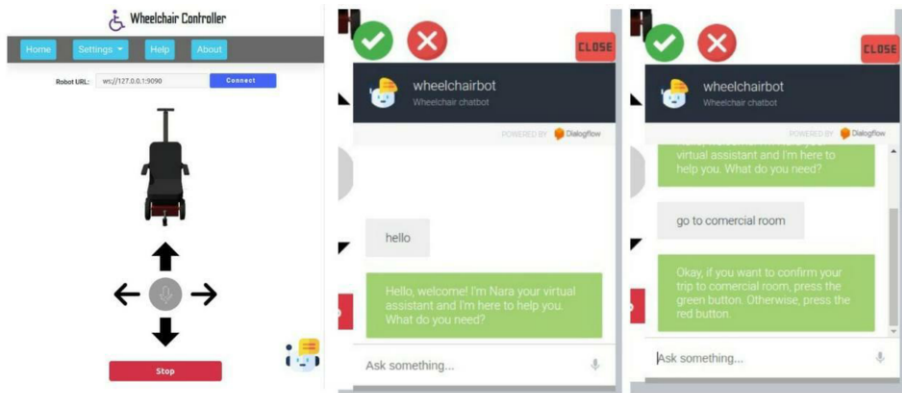 Wheelchair Controller
Home
Settings
Help
About
Robot URL:
ws://127.0.0.1:9090
Connect
Stop
CLOSE
wheelchairbot
Wheelchair chatbot
POWERED BY Dialogflow
hello
Hello, welcome! I'm Nara your virtual
assistant and I'm here to help you.
What do you need?
Ask something...
CLOSE
wheelchairbot
Wheelchair chatbot
POWERED BY Dialogflow
virtual assistant and I'm here to
help you. What do you need?
go to comercial room
Okay, if you want to confirm your
trip to comercial room, press the
green button. Otherwise, press the
red button.
Ask something...